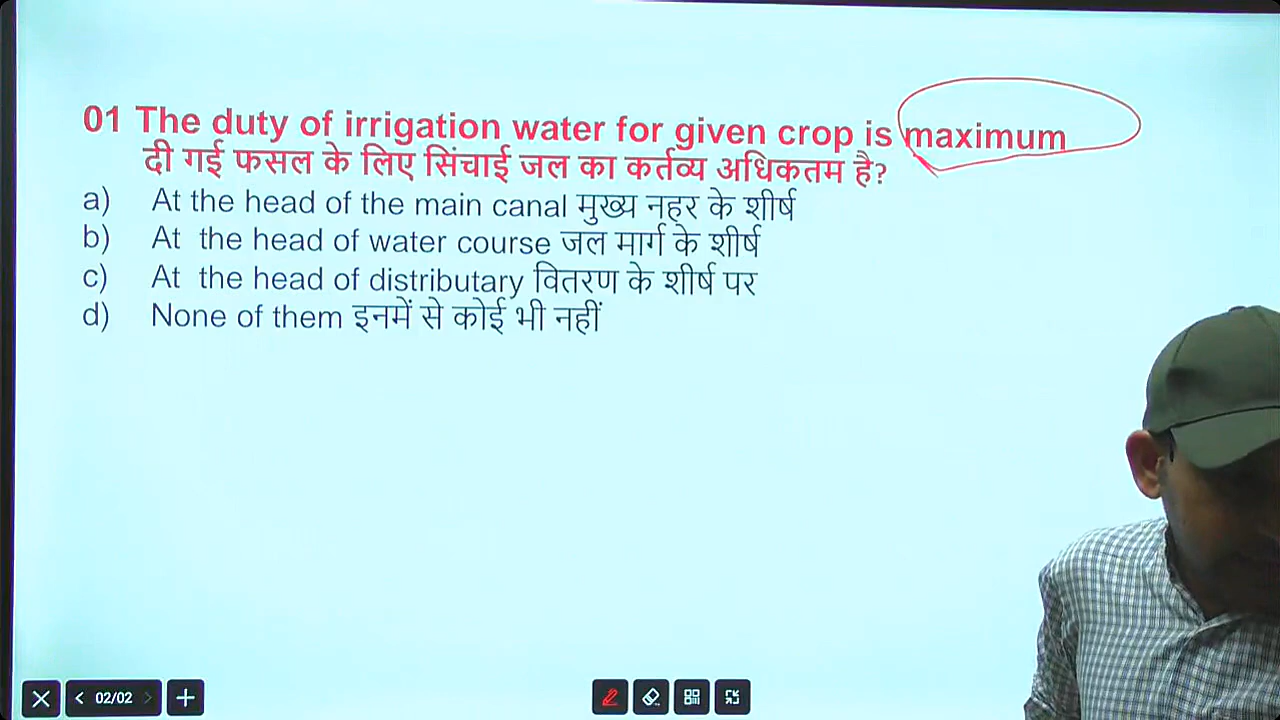 01 The duty of irrigation water for given crop is maximum
दी गई फसल के लिए सिंचाई जल का कर्तव्य अधिकतम है?
a) At the head of the main canal मुख्य नहर के शीर्ष
b) At the head of water course जल मार्ग के शीर्ष
c) At the head of distributary वितरण के शीर्ष पर
d) None of them इनमें से कोई भी नहीं
02/02